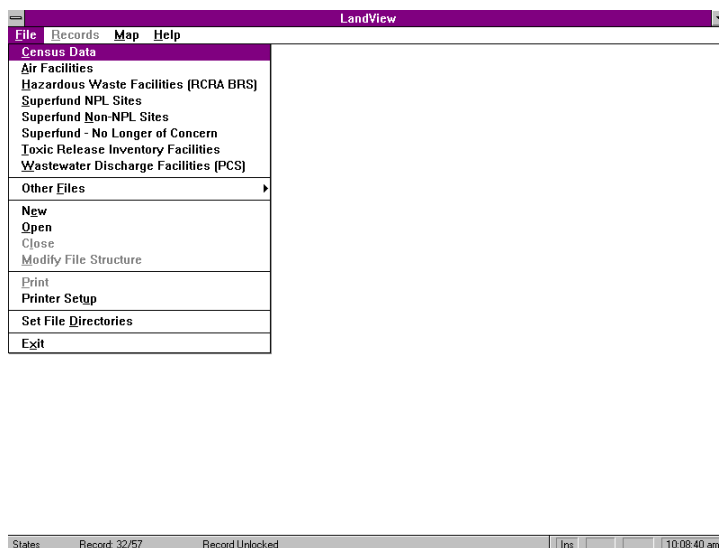 LandView
File Records Map Help
Census Data
Air Facilities
Hazardous Waste Facilities (RCRA BRS)
Superfund NPL Sites
Superfund Non-NPL Sites
Superfund - No Longer of Concern
Toxic Release Inventory Facilities
Wastewater Discharge Facilities (PCS)
Other Files
New
Open
Close
Modify File Structure
Print
Printer Setup
Set File Directories
Exit
States Record: 32/57 Record Unlocked Ins 10:08:40 am